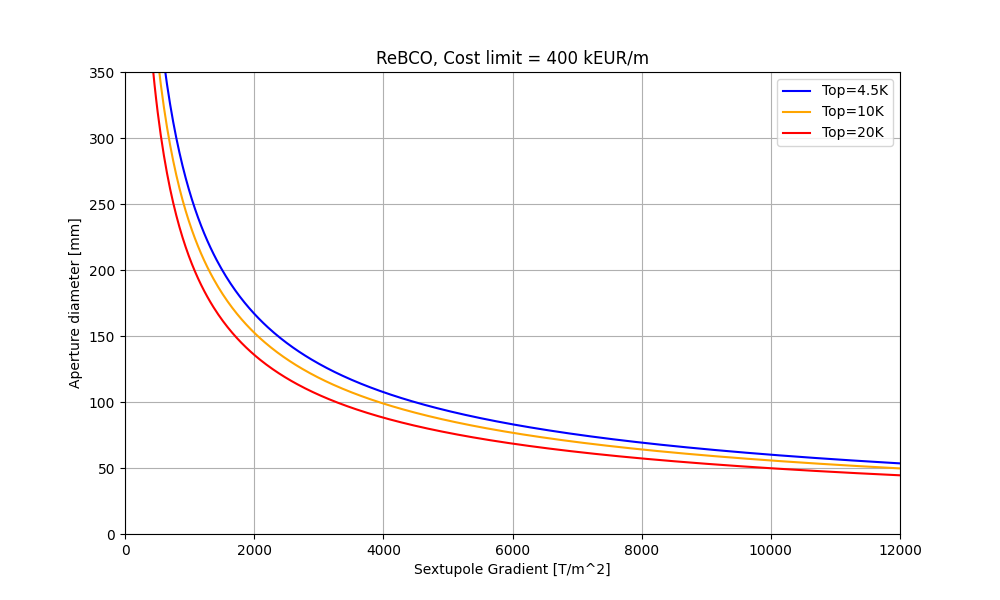 ReBCO, Cost limit = 400 kEUR/m
Top=4.5K
Top=10K
Top=20K
Aperture diameter [mm]
350
300
250
200
150
100
50
0
0 2000 4000 6000 8000 10000 12000
Sextupole Gradient [T/m^2]